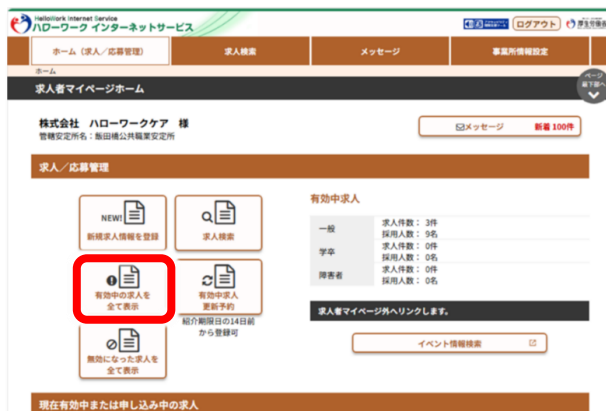 HelloWork Internet Service
ハローワーク インターネットサービス
ログアウト
ホーム（求人／応募管理）
求人検索
メッセージ
事業所情報設定
ホーム
ページ
最下部へ
求人者マイページホーム
株式会社 ハローワークケア 様
管轄安定所名：飯田橋公共職業安定所
メッセージ 新着 100件
求人／応募管理
NEW!
新規求人情報を登録
求人検索
有効中の求人を
全て表示
有効中求人
更新予約
紹介期限日の14日前
から登録可
無効になった求人を
全て表示
有効中求人
一般
求人件数： 3件
採用人数： 9名
学卒
求人件数： 0件
採用人数： 0名
障害者
求人件数： 0件
採用人数： 0名
求人者マイページ外へリンクします。
イベント情報検索
現在有効中または申し込み中の求人